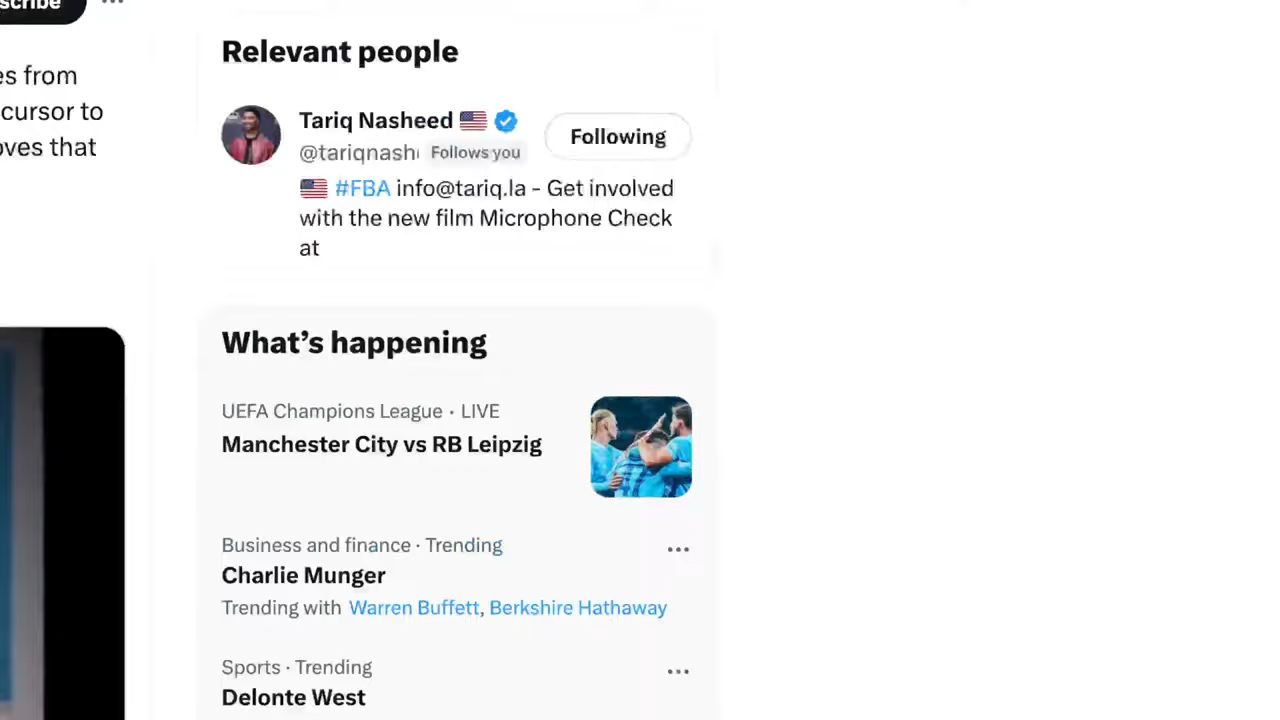 es from
cursor to
oves that
Relevant people
Tariq Nasheed
@tariqnash Follows you
Following
#FBA info@tariq.la - Get involved
with the new film Microphone Check
at
What's happening
UEFA Champions League · LIVE
Manchester City vs RB Leipzig
Business and finance · Trending
Charlie Munger
Trending with Warren Buffett, Berkshire Hathaway
Sports · Trending
Delonte West